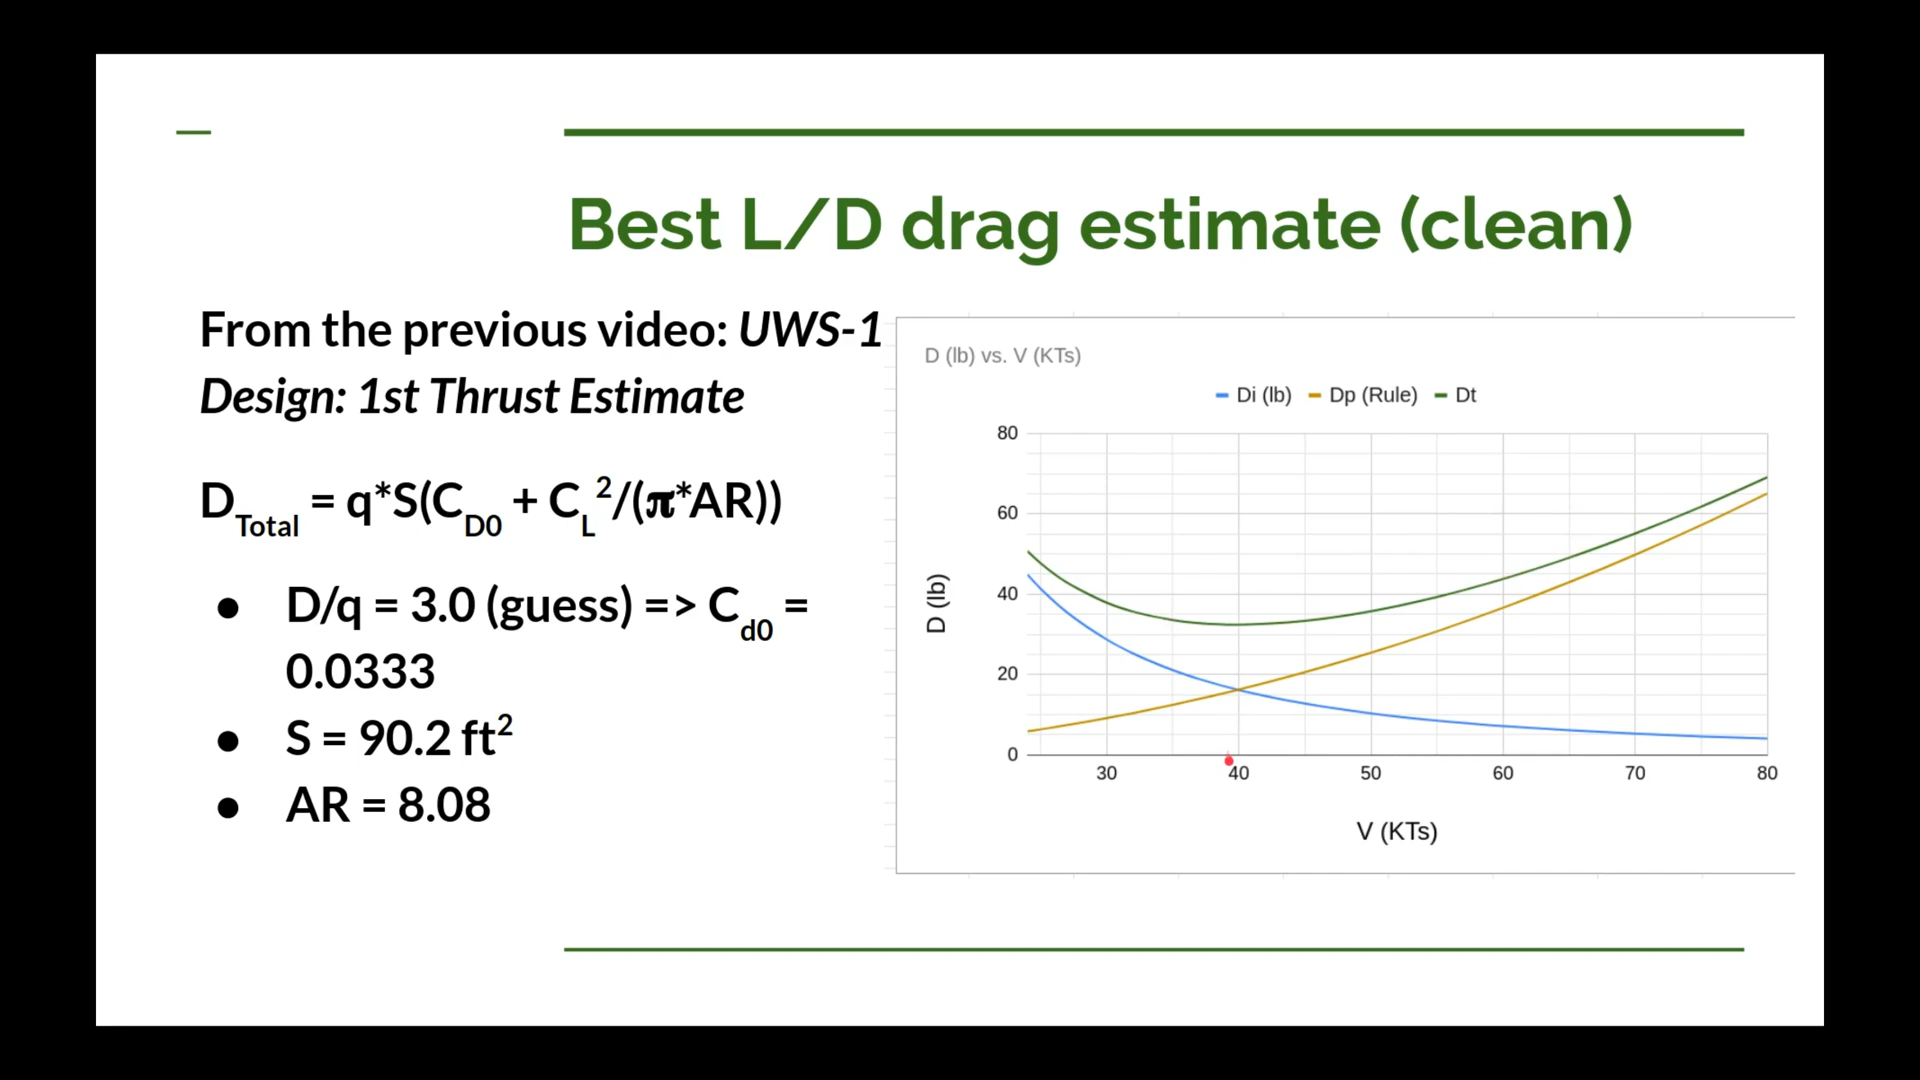 Best L/D drag estimate (clean)
From the previous video: UWS-1
Design: 1st Thrust Estimate
D_Total = q*S(C_D0 + C_L^2/(π*AR))
● D/q = 3.0 (guess) => C_d0 =
0.0333
● S = 90.2 ft²
● AR = 8.08
D (lb) vs. V (KTs)
Di (lb) Dp (Rule) Dt
80
60
40
20
0
D (lb)
30 40 50 60 70 80
V (KTs)